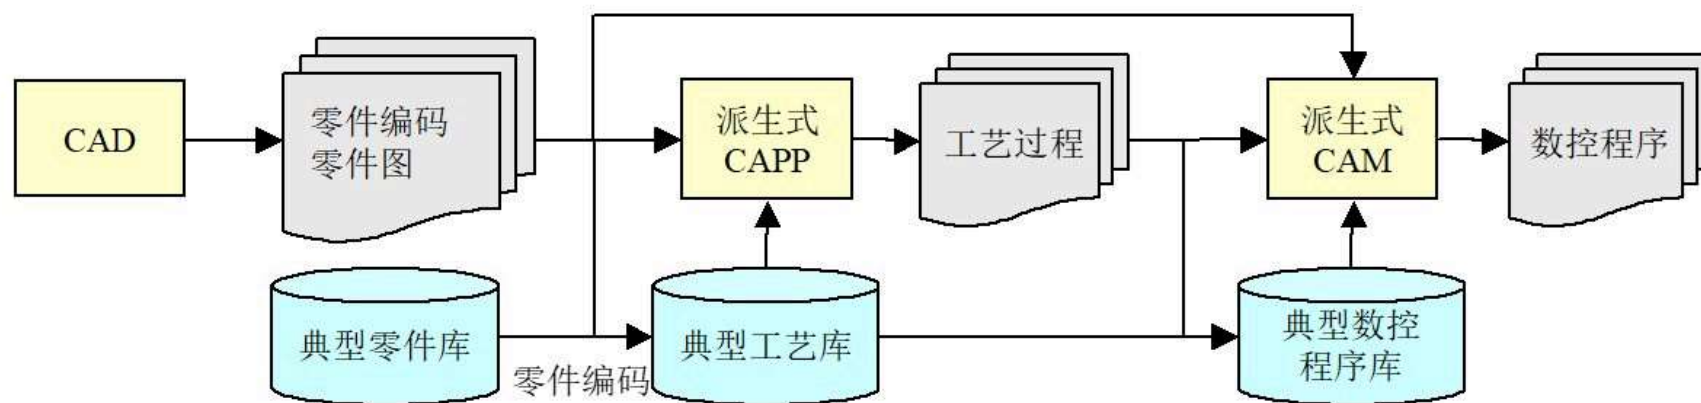 CAD
零件编码
零件图
派生式
CAPP
工艺过程
派生式
CAM
数控程序
典型零件库
零件编码
典型工艺库
典型数控
程序库